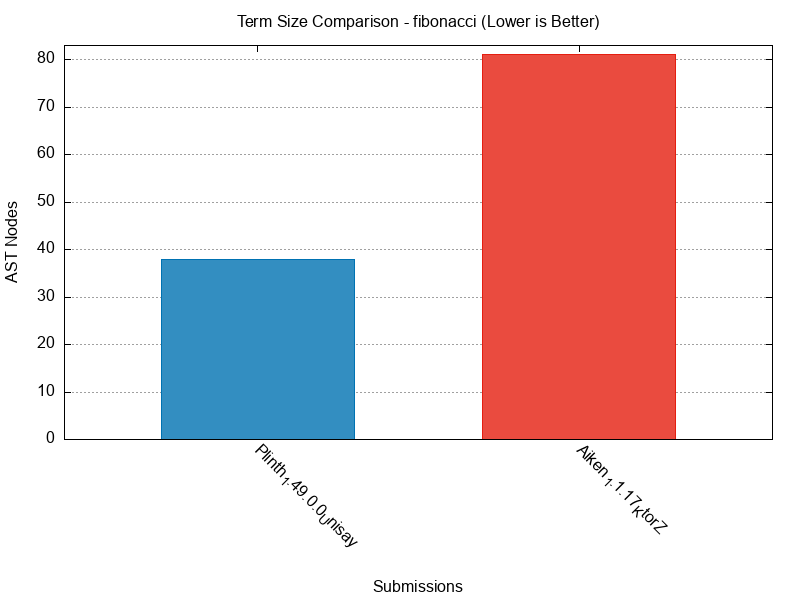 Term Size Comparison - fibonacci (Lower is Better)
80
70
60
50
40
30
20
10
0
AST Nodes
Plinth_1.49.0.0_Unisay
Aiken_1.1.17_KtorZ
Submissions